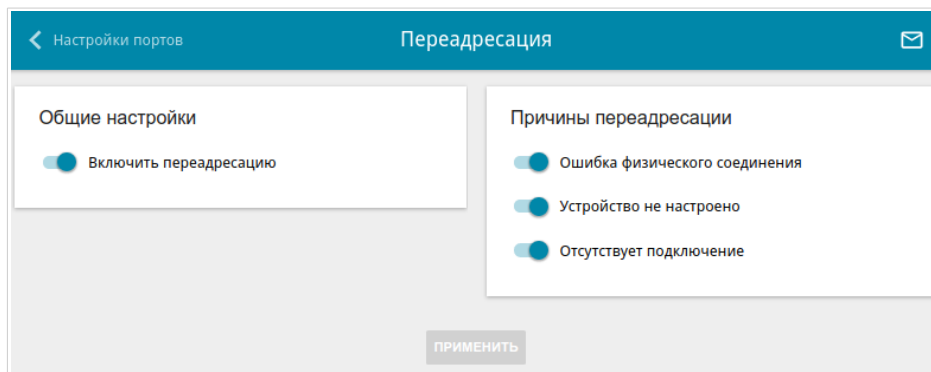 Настройки портов
Переадресация
Общие настройки
Включить переадресацию
Причины переадресации
Ошибка физического соединения
Устройство не настроено
Отсутствует подключение
ПРИМЕНИТЬ